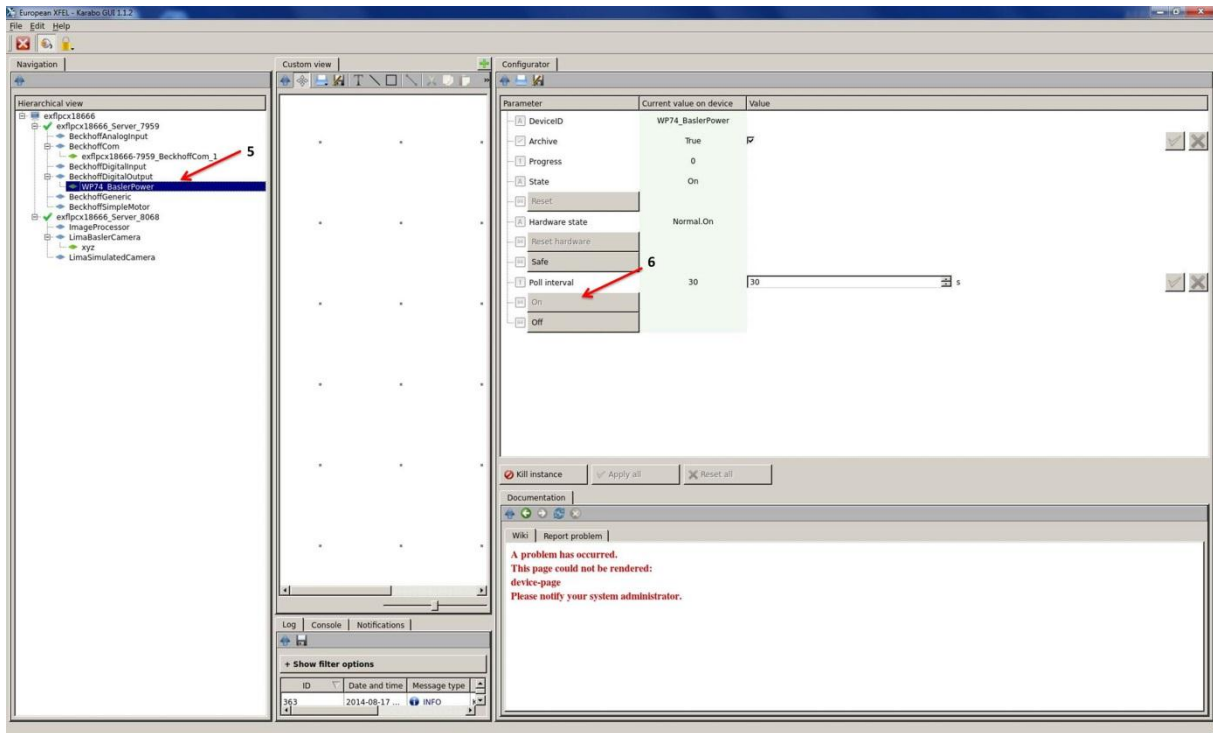 European XFEL - Karabo GUI 1.1.2
File Edit Help
Navigation
Hierarchical view
exflpcx18666
exflpcx18666_Server_7959
BeckhoffAnalogInput
BeckhoffCom
exflpcx18666-7959_BeckhoffCom_1
BeckhoffDigitalInput
BeckhoffDigitalOutput
WP74_BaslerPower
BeckhoffGeneric
BeckhoffSimpleMotor
exflpcx18666_Server_8068
ImageProcessor
LimaBaslerCamera
xyz
LimaSimulatedCamera
5
Custom view
T
Log Console Notifications
+ Show filter options
ID Date and time Message type
363 2014-08-17 ... INFO
Configurator
Parameter Current value on device Value
DeviceID WP74_BaslerPower
Archive True
Progress 0
State On
Reset
Hardware state Normal.On
Reset hardware
Safe
6
Poll interval 30 30 s
On
Off
Kill instance Apply all Reset all
Documentation
Wiki Report problem
A problem has occurred.
This page could not be rendered:
device-page
Please notify your system administrator.